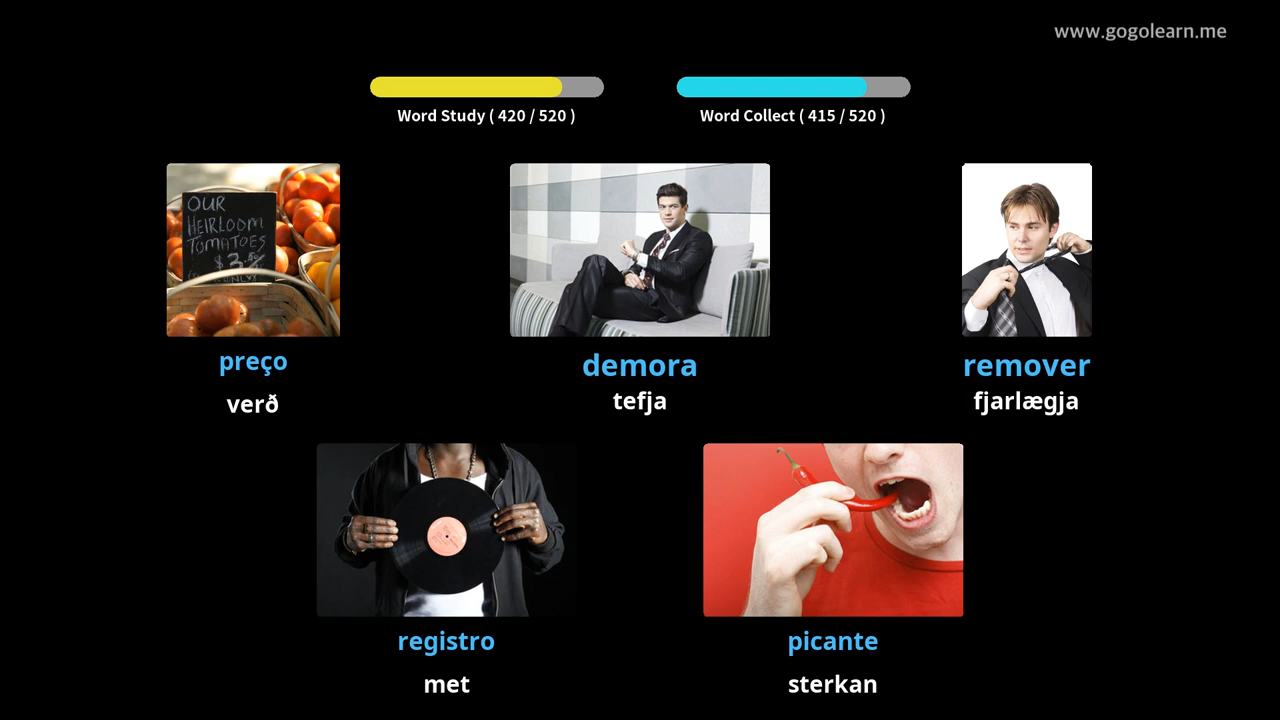 www.gogolearn.me
Word Study ( 420 / 520 )
Word Collect ( 415 / 520 )
OUR
HEIRLOOM
TOMATOES
preço
demora
remover
verð
tefja
fjarlægja
registro
picante
met
sterkan